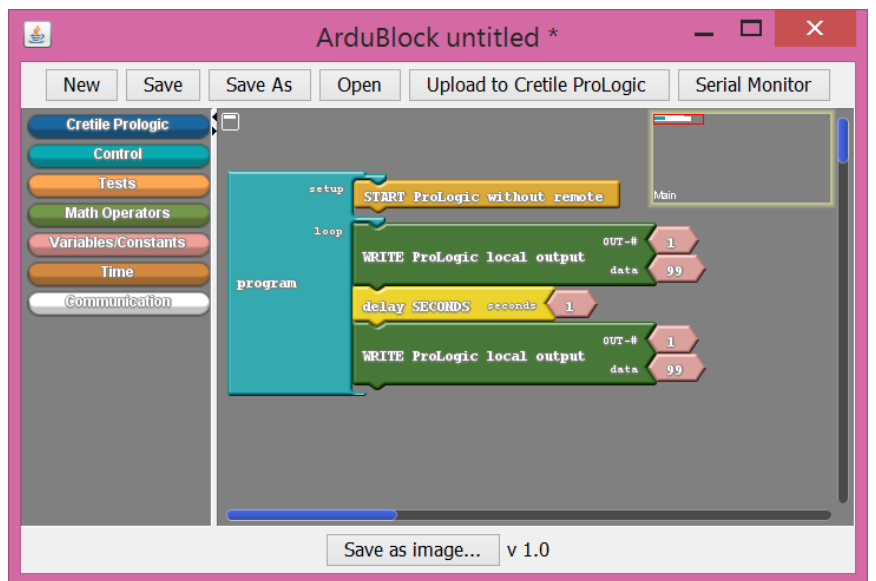 ArduBlock untitled *
New Save Save As Open Upload to Cretile ProLogic Serial Monitor
Cretile Prologic
Control
Tests
Math Operators
Variables/Constants
Time
Communication
Main
program
setup
START ProLogic without remote
loop
WRITE ProLogic local output OUT-# 1
data 99
delay SECONDS seconds 1
WRITE ProLogic local output OUT-# 1
data 99
Save as image... v 1.0